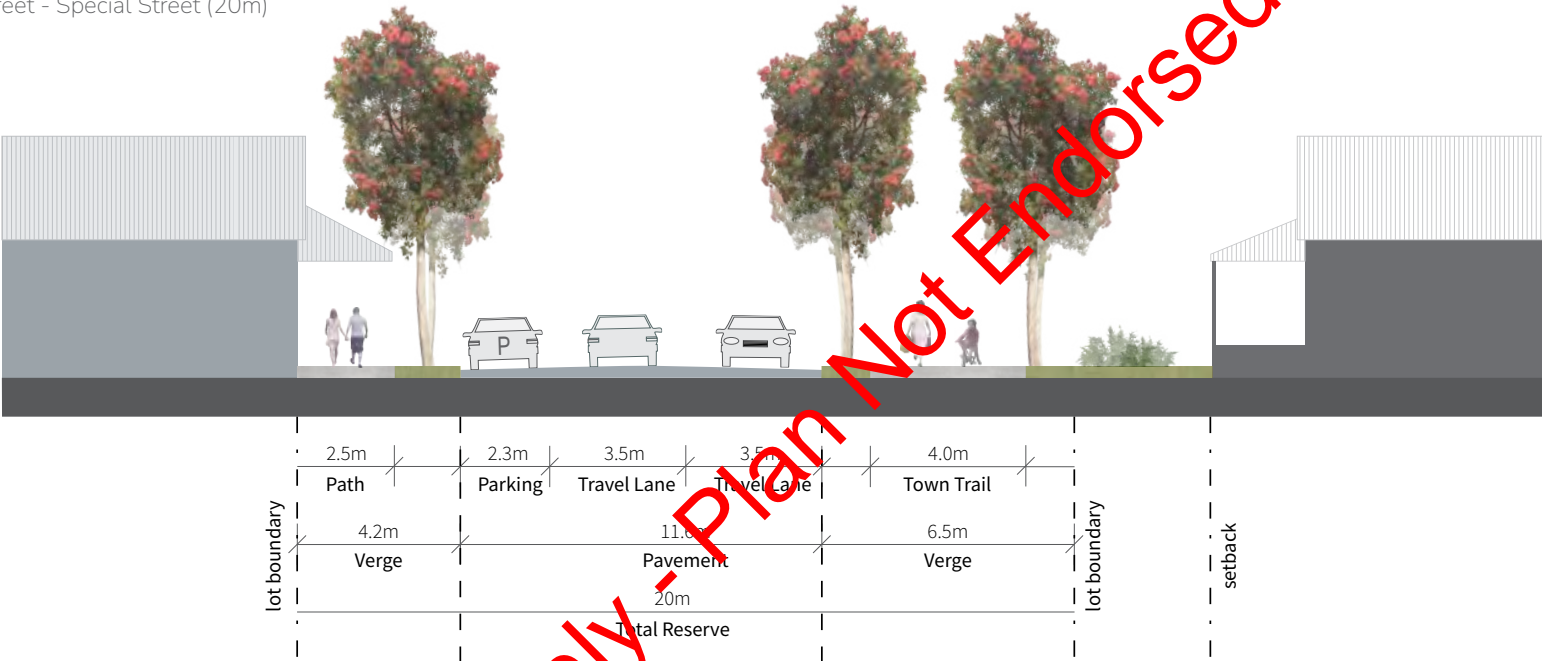 reet - Special Street (20m)
P
2.5m
2.3m
3.5m
3.5m
4.0m
Path
Parking
Travel Lane
Travel Lane
Town Trail
4.2m
6.5m
Verge
Pavement
Verge
20m
Total Reserve
lot boundary
lot boundary
setback
ly - Plan Not Endorsed